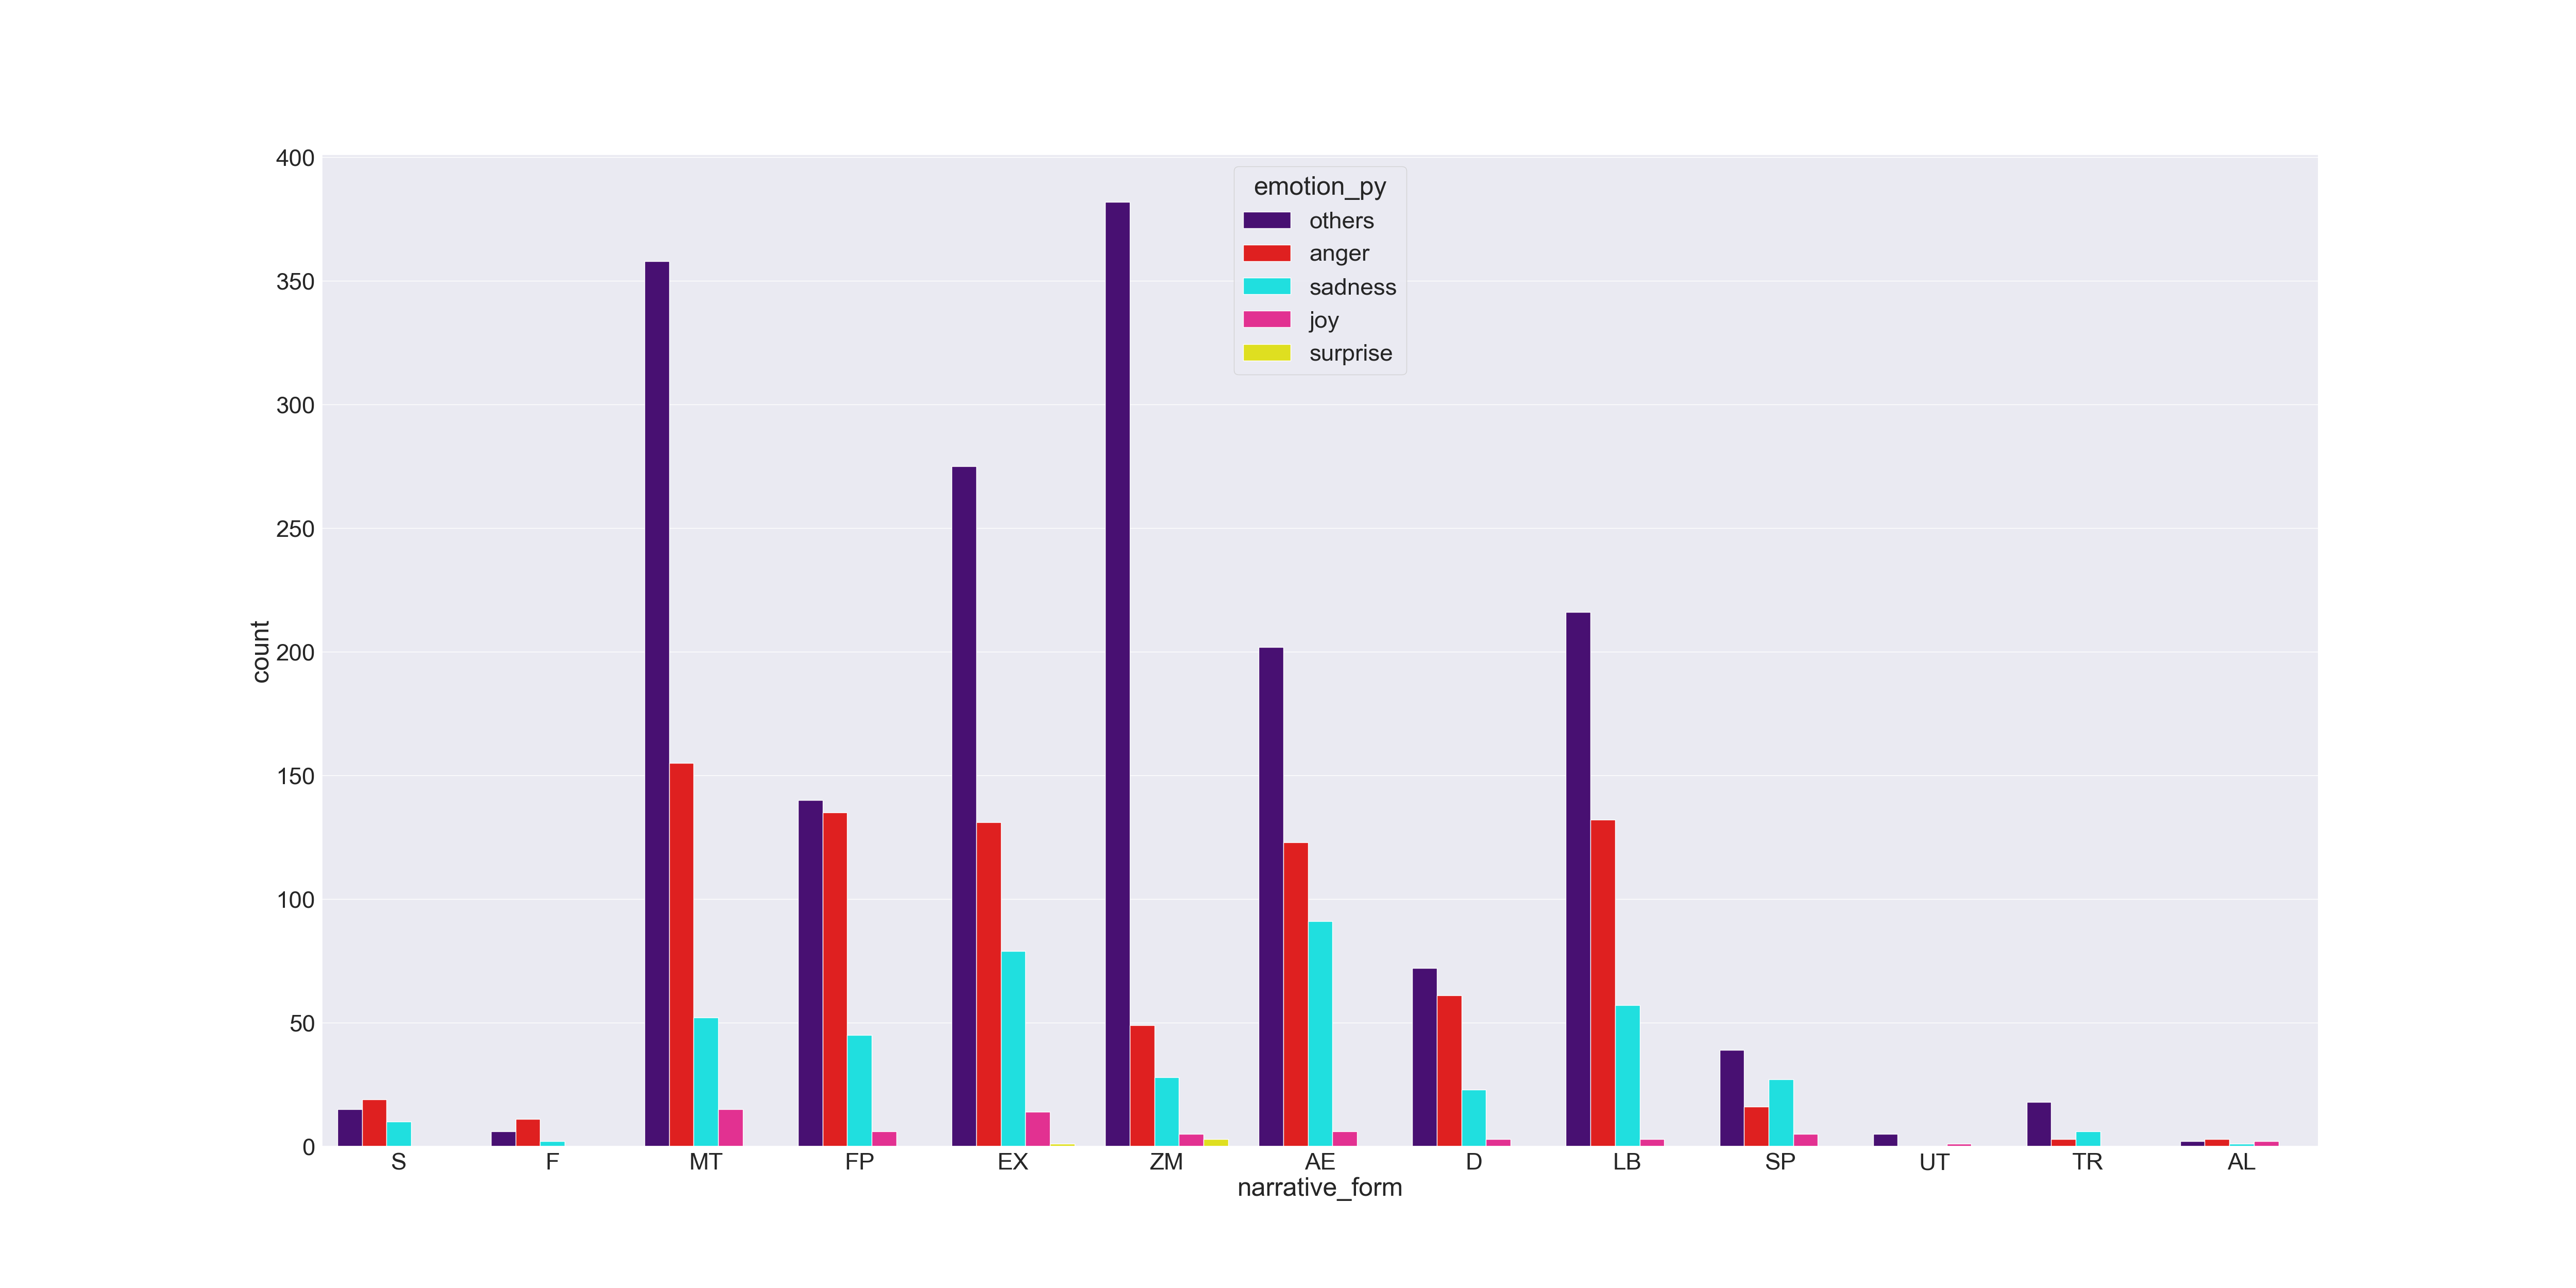 400
350
300
250
200
150
100
50
0
count
emotion_py
others
anger
sadness
joy
surprise
S F MT FP EX ZM AE D LB SP UT TR AL
narrative_form